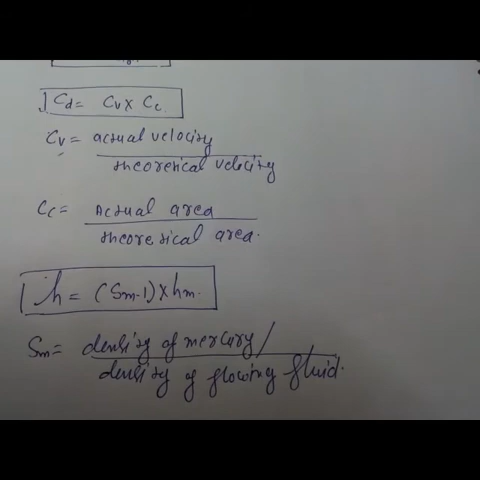 Cd = Cv x Cc
Cv = actual velocity
theoretical velocity
Cc = Actual area
theoretical area.
h = (Sm-1) x hm.
Sm = density of mercury /
density of flowing fluid.